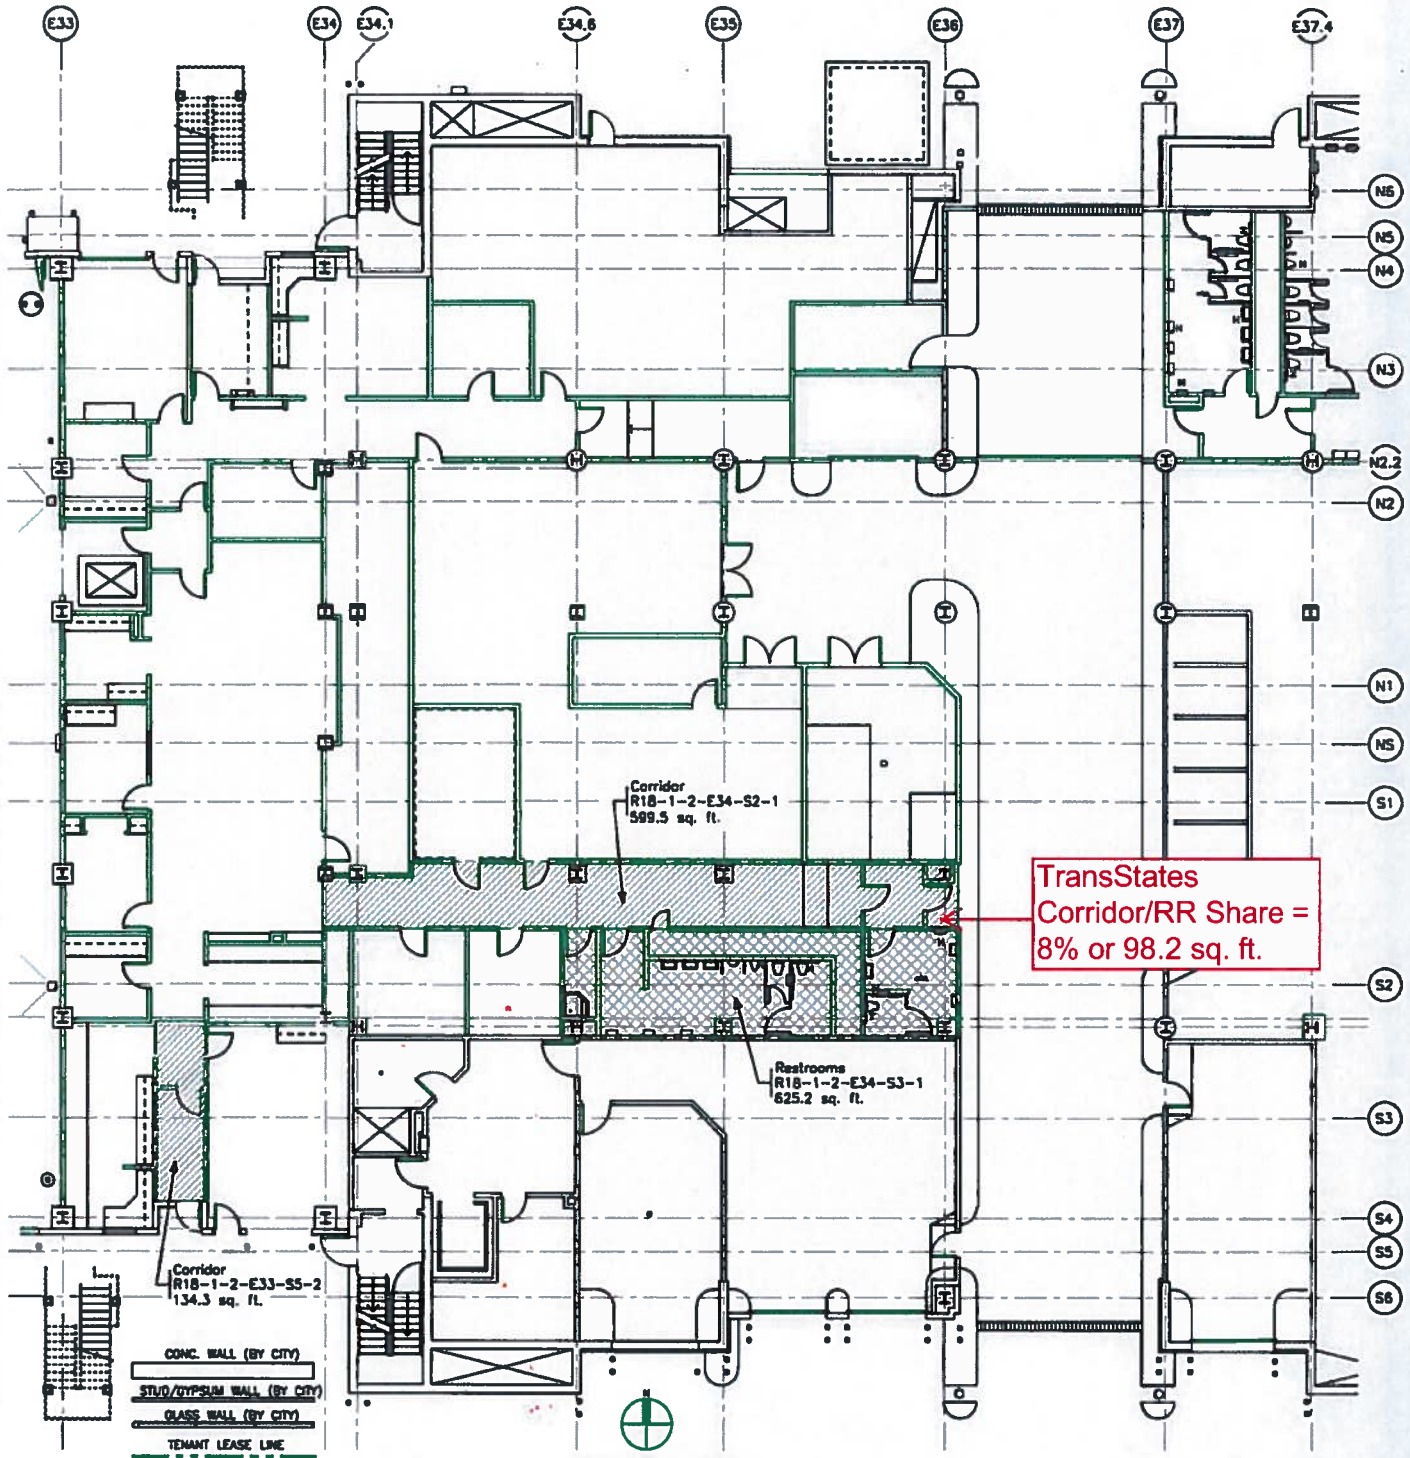 E33
E34
E34.1
E34.6
E35
E36
E37
E37.4
N6
N5
N4
N3
N2.2
N2
N1
NS
S1
Corridor
R18-1-2-E34-S2-1
599.5 sq. ft.
TransStates
Corridor/RR Share =
8% or 98.2 sq. ft.
S2
Restrooms
R18-1-2-E34-S3-1
625.2 sq. ft.
S3
S4
S5
S6
Corridor
R18-1-2-E33-S5-2
134.3 sq. ft.
CONC. WALL (BY CITY)
STUD/GYPSUM WALL (BY CITY)
GLASS WALL (BY CITY)
TENANT LEASE LINE
N